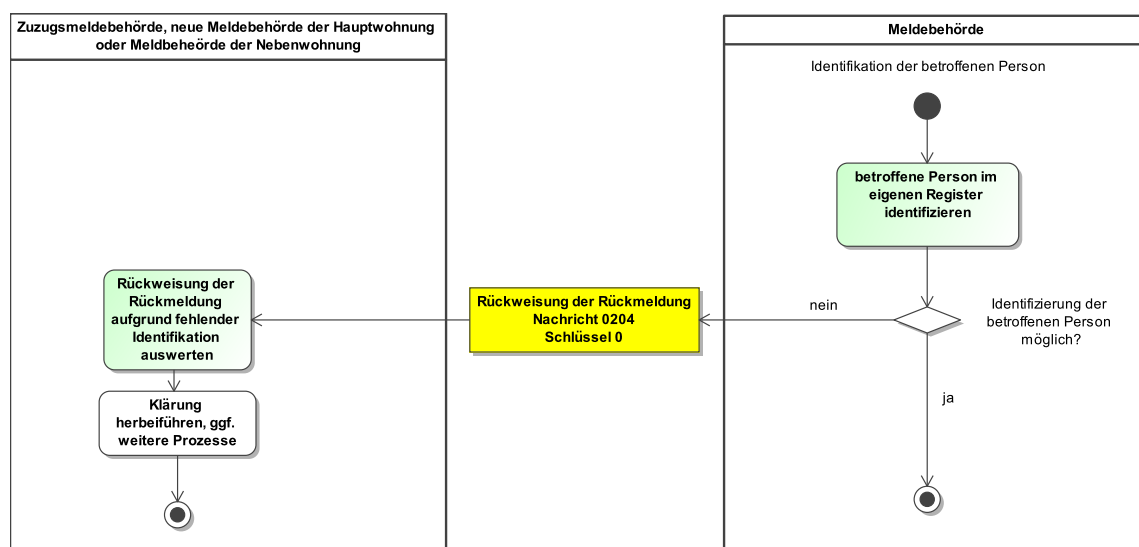 Zuzugsmeldebehörde, neue Meldebehörde der Hauptwohnung
oder Meldbeheörde der Nebenwohnung
Meldebehörde
Identifikation der betroffenen Person
betroffene Person im
eigenen Register
identifizieren
Rückweisung der
Rückmeldung
aufgrund fehlender
Identifikation
auswerten
Rückweisung der Rückmeldung
Nachricht 0204
Schlüssel 0
nein
Identifizierung der
betroffenen Person
möglich?
ja
Klärung
herbeiführen, ggf.
weitere Prozesse